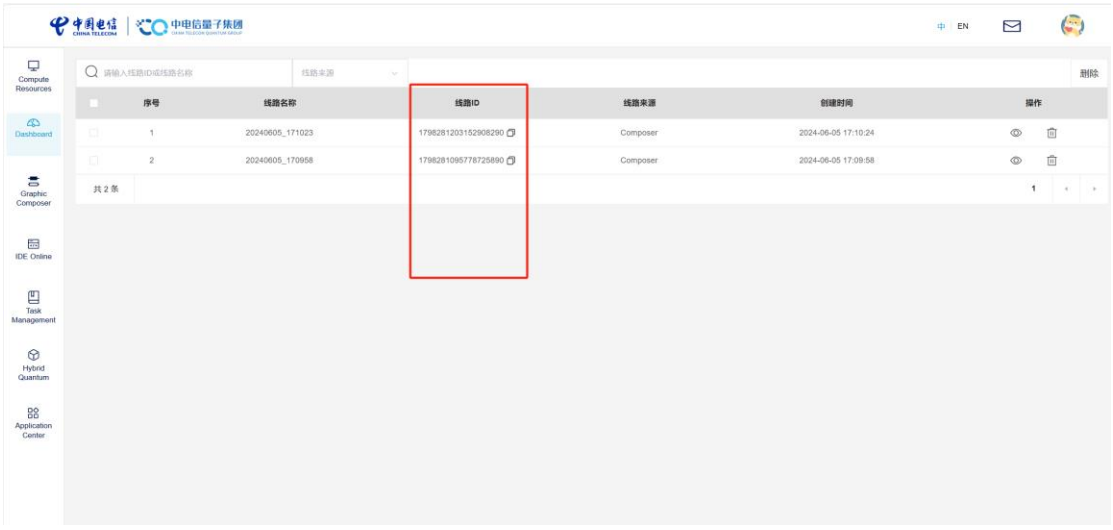 中国电信 中电信量子集团
CHINA TELECOM CHINA TELECOM QUANTUM GROUP
中 EN
Compute
Resources
Dashboard
Graphic
Composer
IDE Online
Task
Management
Hybrid
Quantum
Application
Center
请输入线路ID或线路名称 线路来源 删除
序号 线路名称 线路ID 线路来源 创建时间 操作
1 20240605_171023 1798281203152908290 Composer 2024-06-05 17:10:24
2 20240605_170958 1798281095778725890 Composer 2024-06-05 17:09:58
共 2 条 1